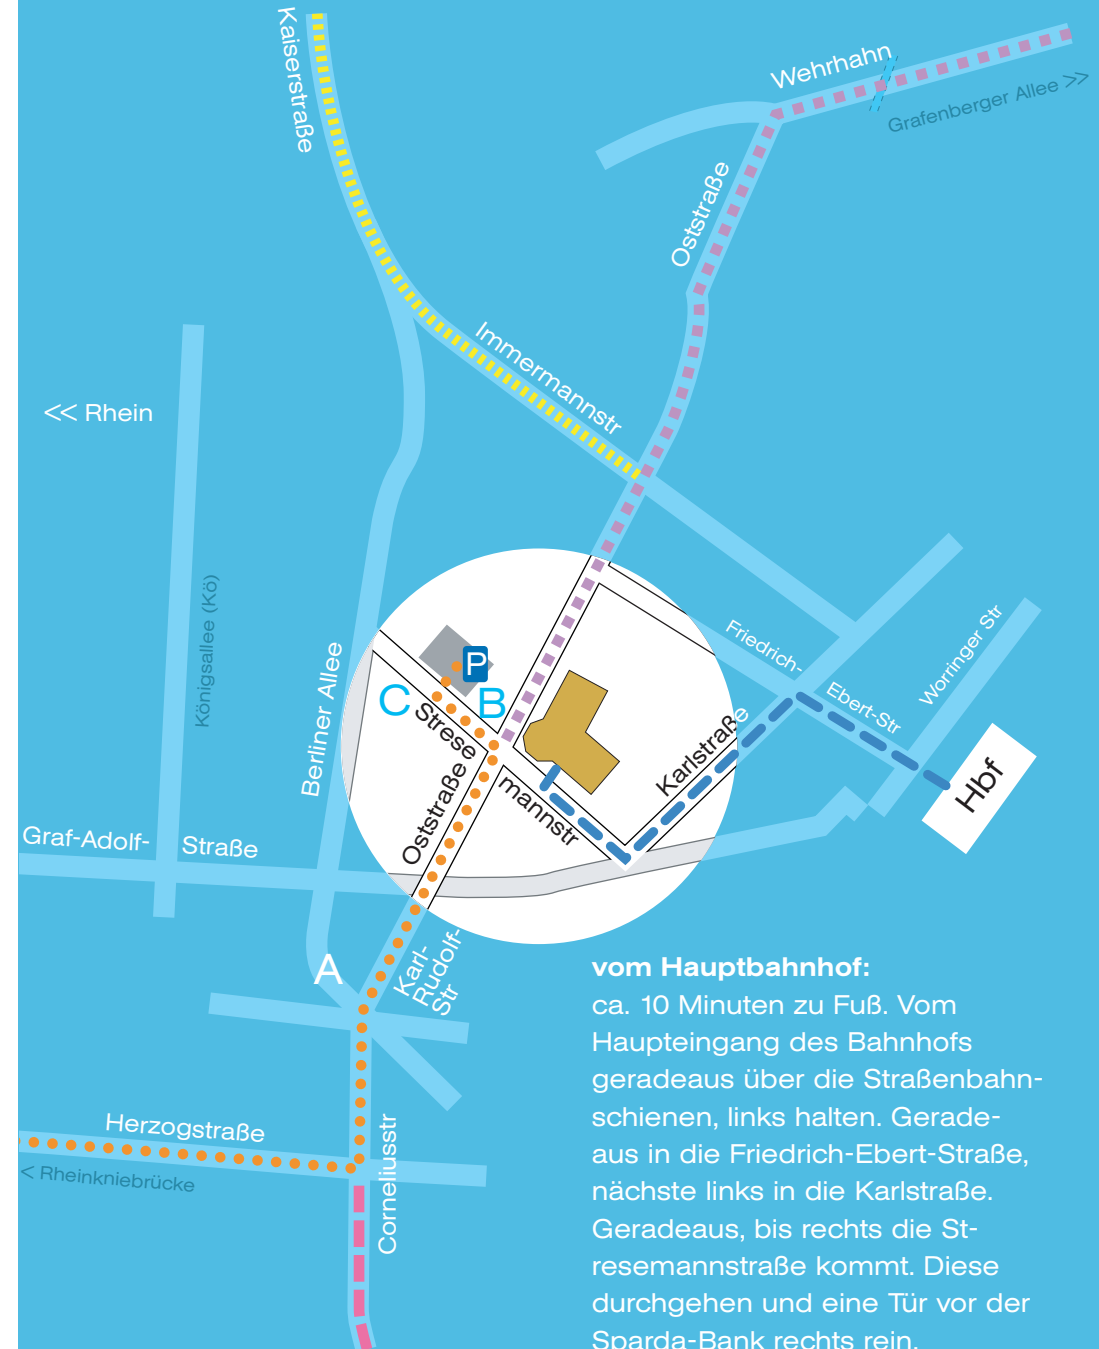 Kaiserstraße
Wehrhahn
Grafenberger Allee >>
Oststraße
Immermannstr
<< Rhein
Königsallee (Kö)
Berliner Allee
Friedrich-
Ebert-Str
Worringer Str
P
C
B
Strese
mannstr
Oststraße
Karlstraße
Hbf
Graf-Adolf-
Straße
A
Karl-
Rudolf-
Str
Herzogstraße
< Rheinkniebrücke
Corneliusstr
vom Hauptbahnhof:
ca. 10 Minuten zu Fuß. Vom
Haupteingang des Bahnhofs
geradeaus über die Straßenbahn-
schienen, links halten. Gerade-
aus in die Friedrich-Ebert-Straße,
nächste links in die Karlstraße.
Geradeaus, bis rechts die St-
resemannstraße kommt. Diese
durchgehen und eine Tür vor der
Sparda-Bank rechts rein.